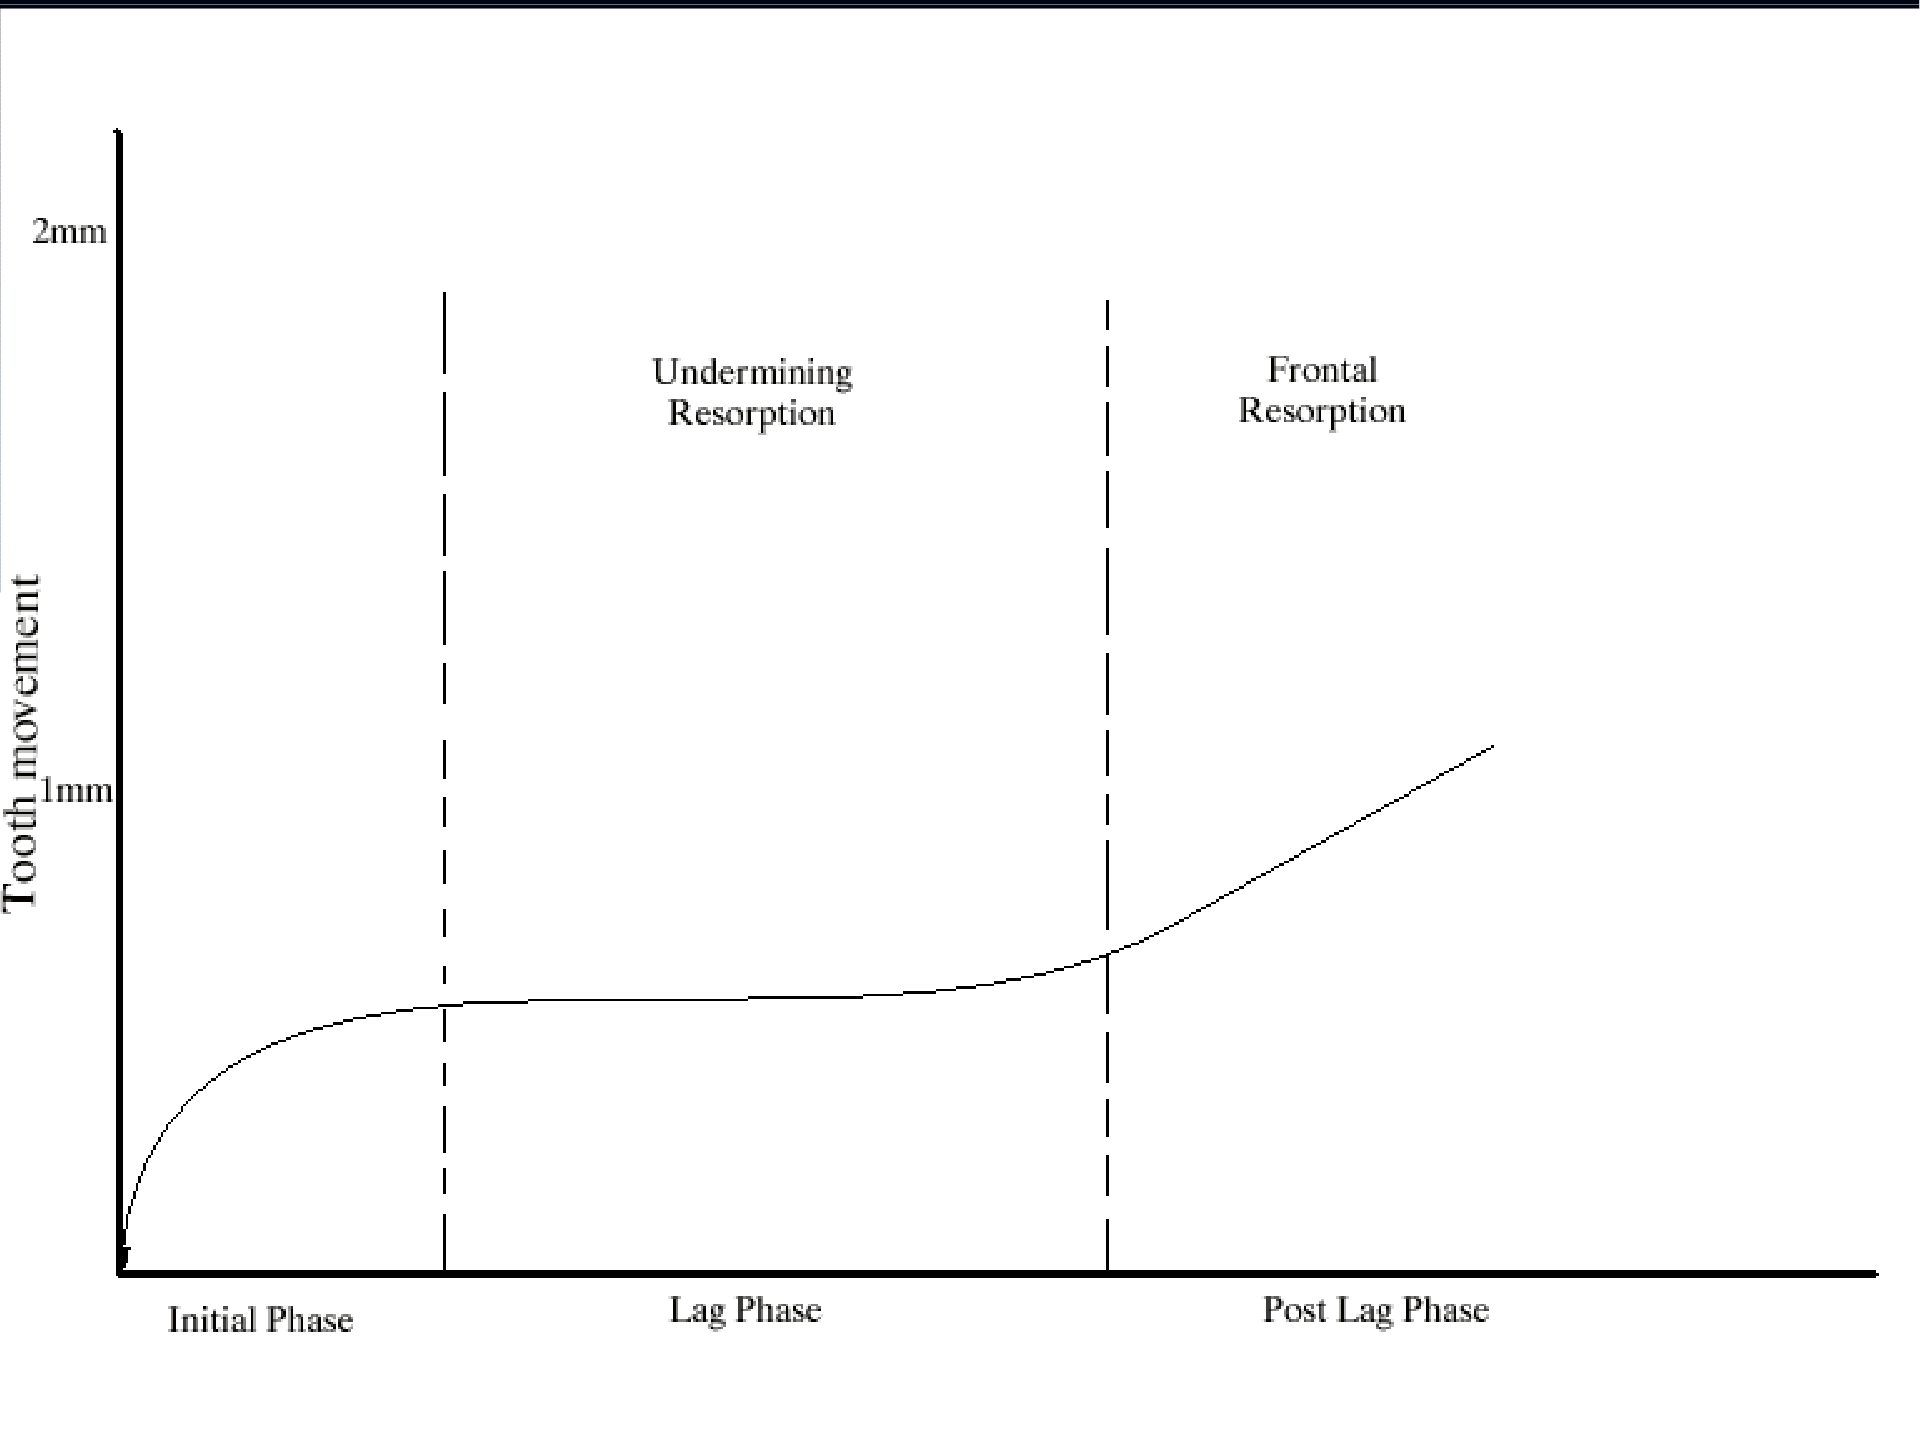 2mm
Undermining
Resorption
Frontal
Resorption
Tooth movement
1mm
Initial Phase
Lag Phase
Post Lag Phase